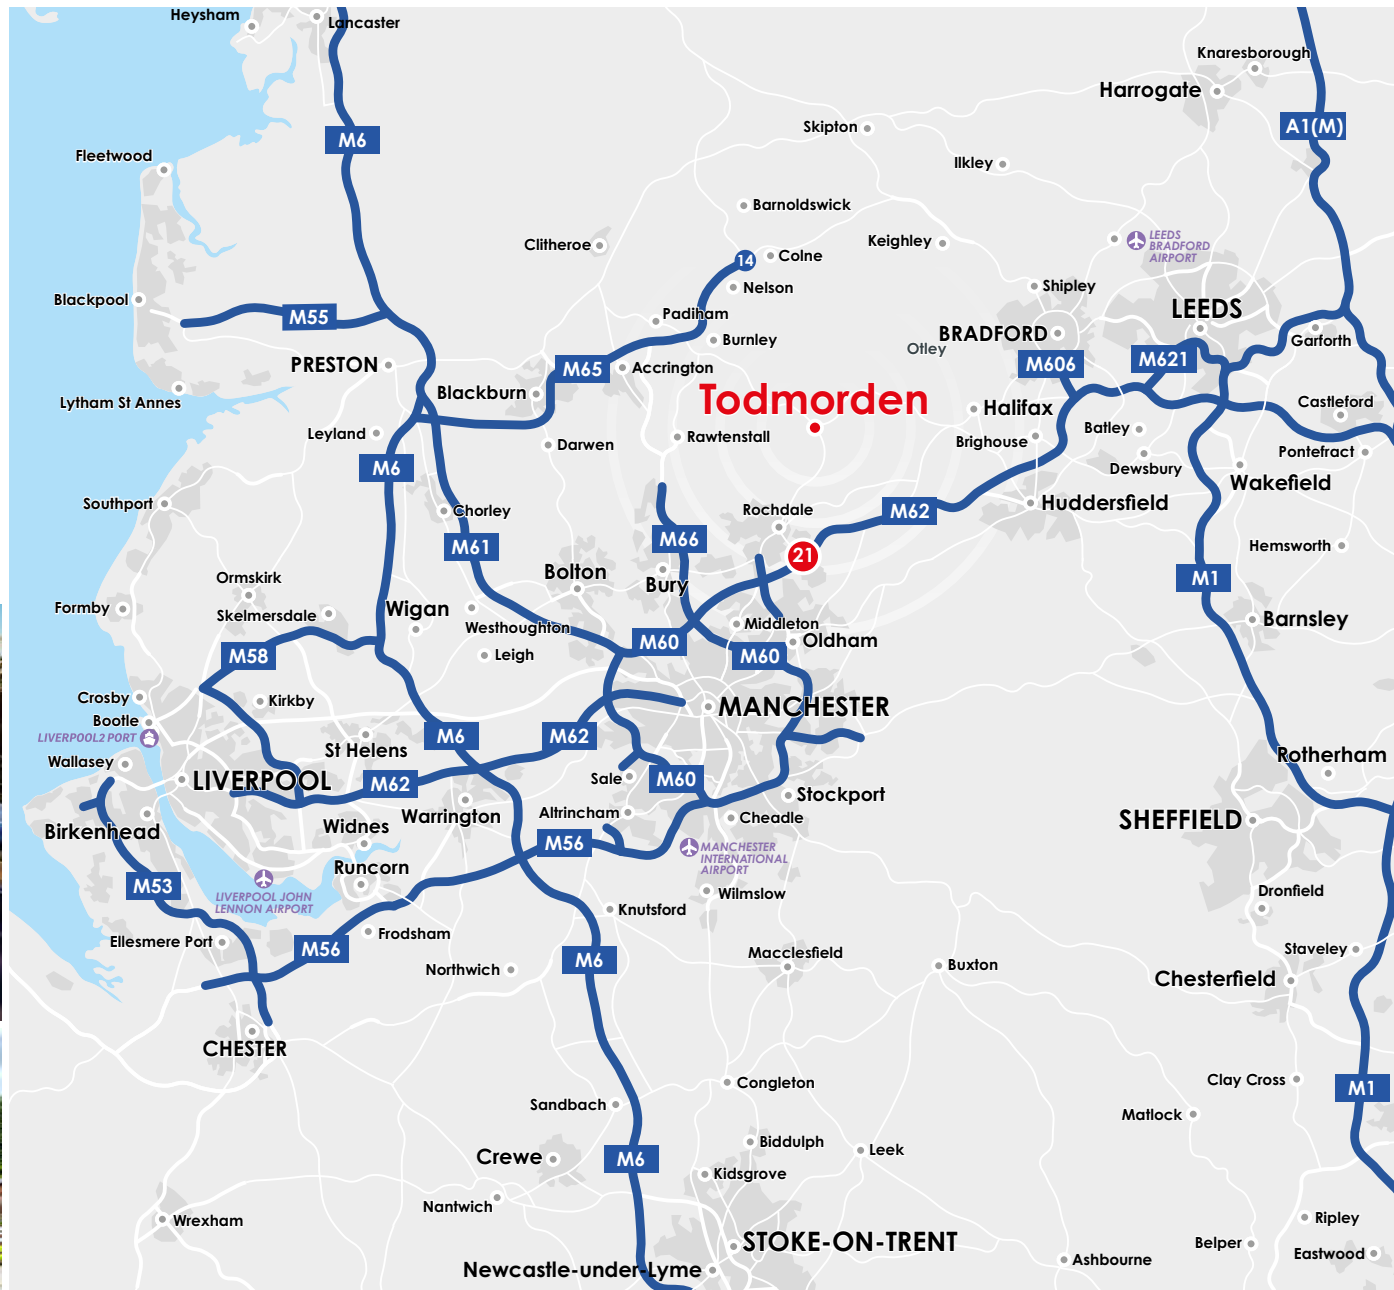 Heysham
Lancaster
Knaresborough
Harrogate
A1(M)
Skipton
M6
Fleetwood
Ilkley
Barnoldswick
Clitheroe
Keighley
LEEDS
BRADFORD
AIRPORT
14
Colne
Nelson
Shipley
Blackpool
M55
Padiham
LEEDS
Burnley
BRADFORD
Garforth
Otley
PRESTON
M65
Accrington
M606
M621
Blackburn
Todmorden
Lytham St Annes
Castleford
Halifax
Leyland
Darwen
Rawtenstall
Brighouse
Batley
Pontefract
M6
Dewsbury
Wakefield
Southport
Chorley
Rochdale
M62
Huddersfield
M61
M66
21
Hemsworth
Ormskirk
Bolton
Bury
M1
Formby
Skelmersdale
Wigan
Westhoughton
Middleton
Barnsley
M58
Leigh
M60
M60
Oldham
Crosby
Kirkby
Bootle
MANCHESTER
LIVERPOOL2 PORT
St Helens
M6
M62
Wallasey
Rotherham
LIVERPOOL
M62
Sale
M60
Stockport
Birkenhead
Widnes
Warrington
Altrincham
Cheadle
SHEFFIELD
M56
MANCHESTER
INTERNATIONAL
AIRPORT
Runcorn
M53
LIVERPOOL JOHN
LENNON AIRPORT
Wilmslow
Dronfield
Knutsford
Ellesmere Port
M56
Frodsham
Staveley
M6
Macclesfield
Northwich
Buxton
Chesterfield
CHESTER
Congleton
Clay Cross
M1
Sandbach
Matlock
Biddulph
Leek
Crewe
M6
Kidsgrove
Nantwich
Wrexham
Ripley
STOKE-ON-TRENT
Belper
Eastwood
Ashbourne
Newcastle-under-Lyme